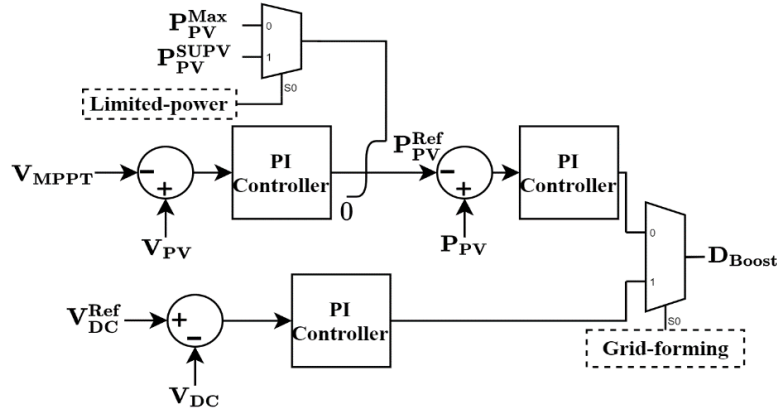 P_PV^Max
0
P_PV^SUPV
1
S0
Limited-power
V_MPPT
-
+
V_PV
PI
Controller
0
P_PV^Ref
-
+
P_PV
PI
Controller
0
1
D_Boost
S0
Grid-forming
V_DC^Ref
+
-
V_DC
PI
Controller